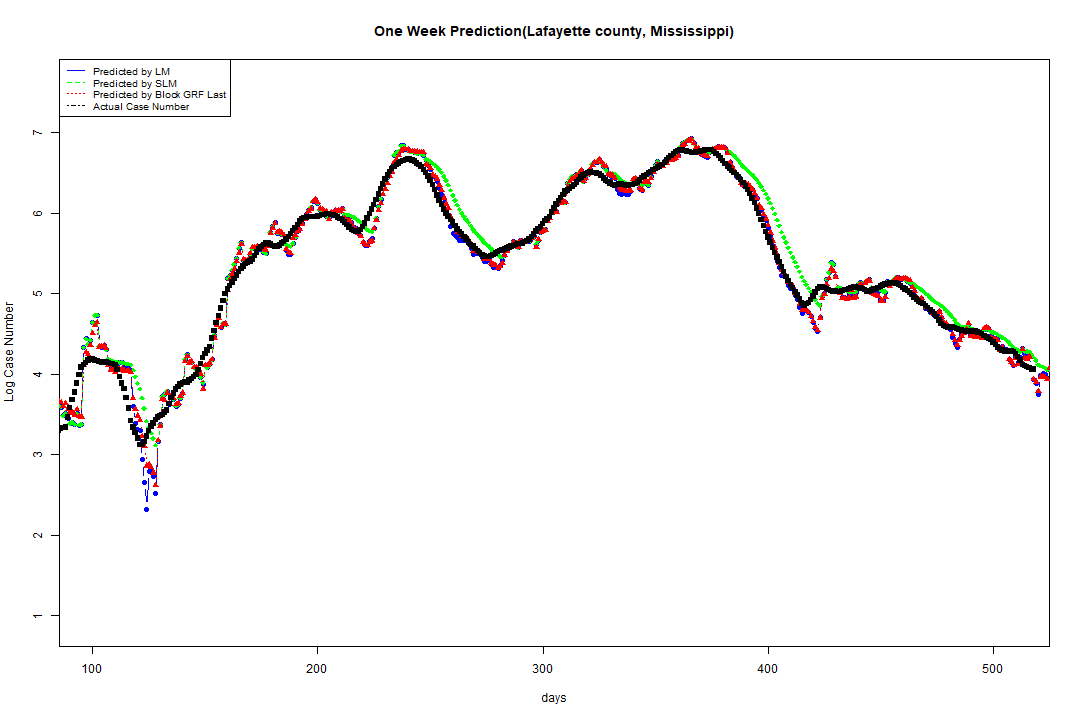 One Week Prediction(Lafayette county, Mississippi)
Predicted by LM
Predicted by SLM
Predicted by Block GRF Last
Actual Case Number
7
6
5
4
3
2
1
Log Case Number
100 200 300 400 500
days